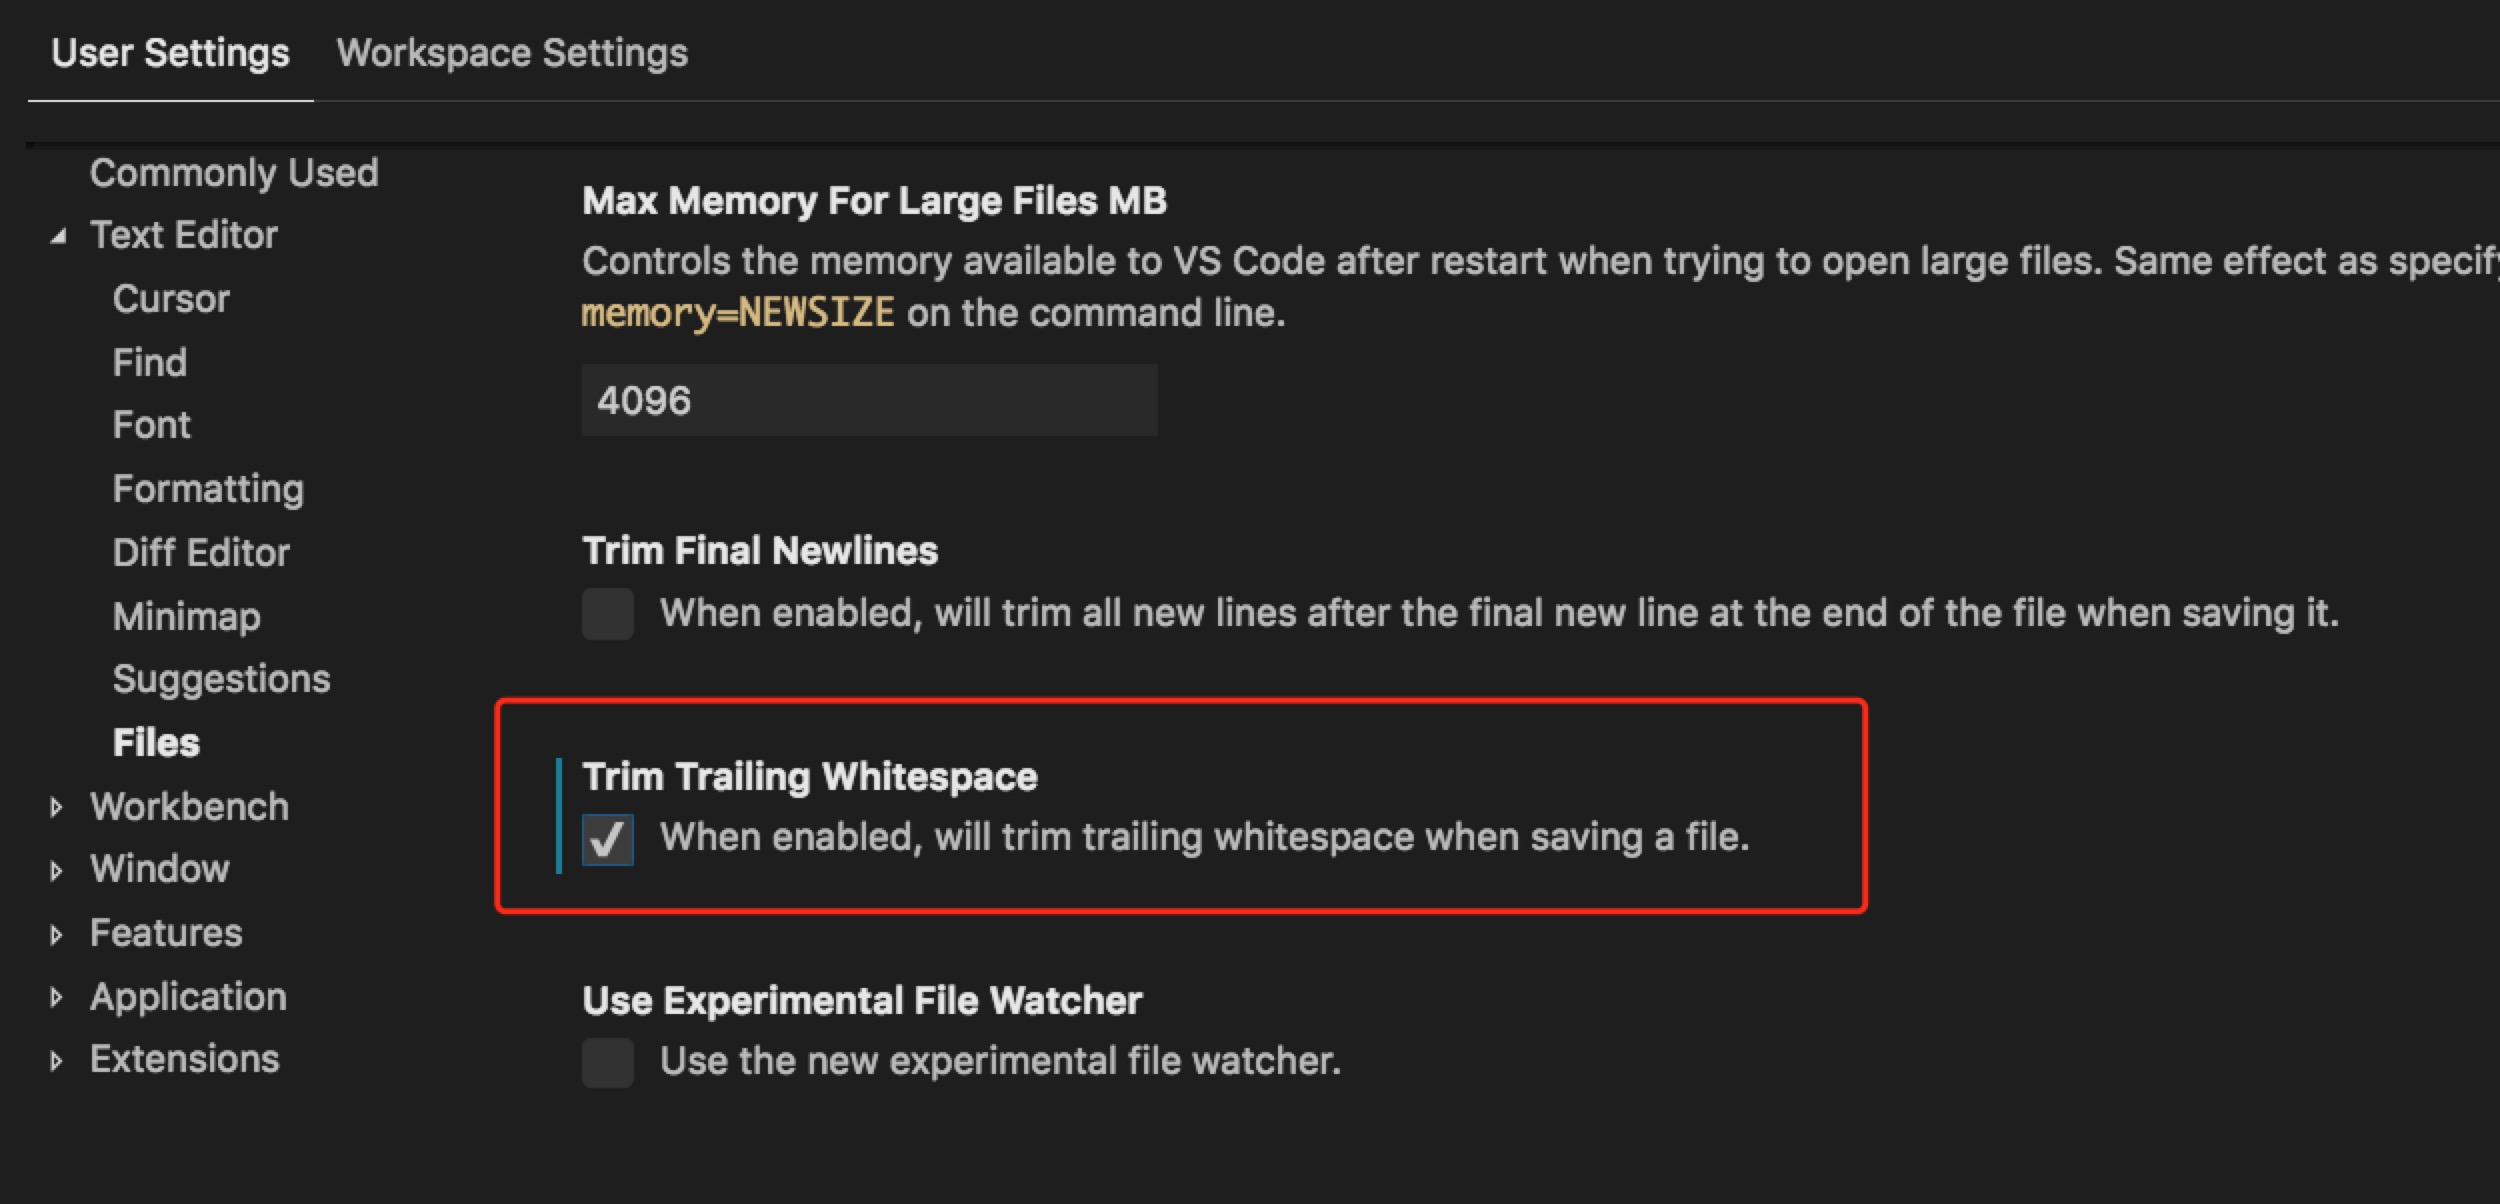 User Settings
Workspace Settings
Commonly Used
Text Editor
Cursor
Find
Font
Formatting
Diff Editor
Minimap
Suggestions
Files
Workbench
Window
Features
Application
Extensions
Max Memory For Large Files MB
Controls the memory available to VS Code after restart when trying to open large files. Same effect as
memory=NEWSIZE on the command line.
4096
Trim Final Newlines
When enabled, will trim all new lines after the final new line at the end of the file when saving it.
Trim Trailing Whitespace
When enabled, will trim trailing whitespace when saving a file.
Use Experimental File Watcher
Use the new experimental file watcher.